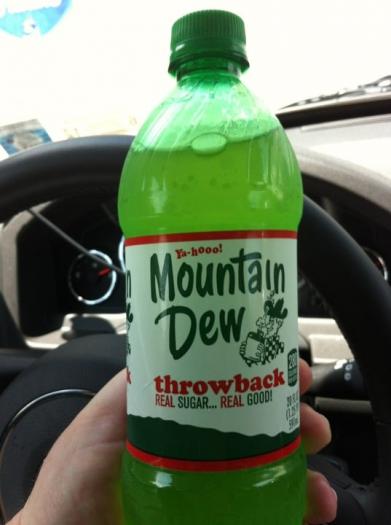 Ya-hooo!
Mountain
Dew
throwback
REAL SUGAR... REAL GOOD!